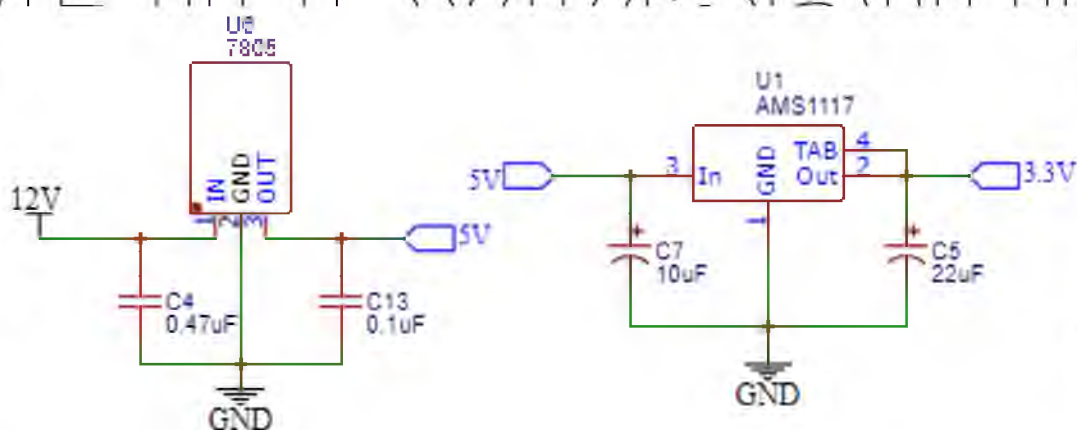 U6
7805
IN
GND
OUT
1
2
3
12V
5V
C4
0.47uF
C13
0.1uF
GND
U1
AMS1117
5V
3
In
GND
1
TAB
4
Out
2
3.3V
C7
10uF
C5
22uF
GND